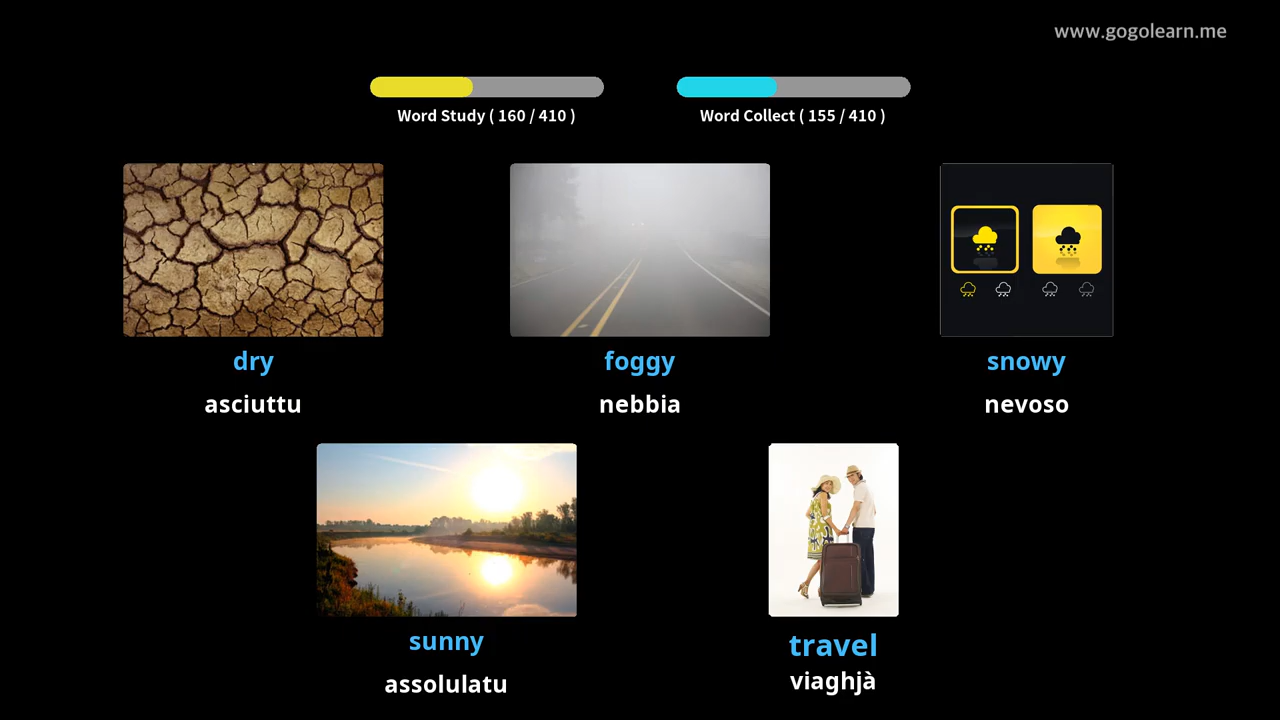 www.gogolearn.me
Word Study ( 160 / 410 )
Word Collect ( 155 / 410 )
dry
asciuttu
foggy
nebbia
snowy
nevoso
sunny
assolulatu
travel
viaghjà